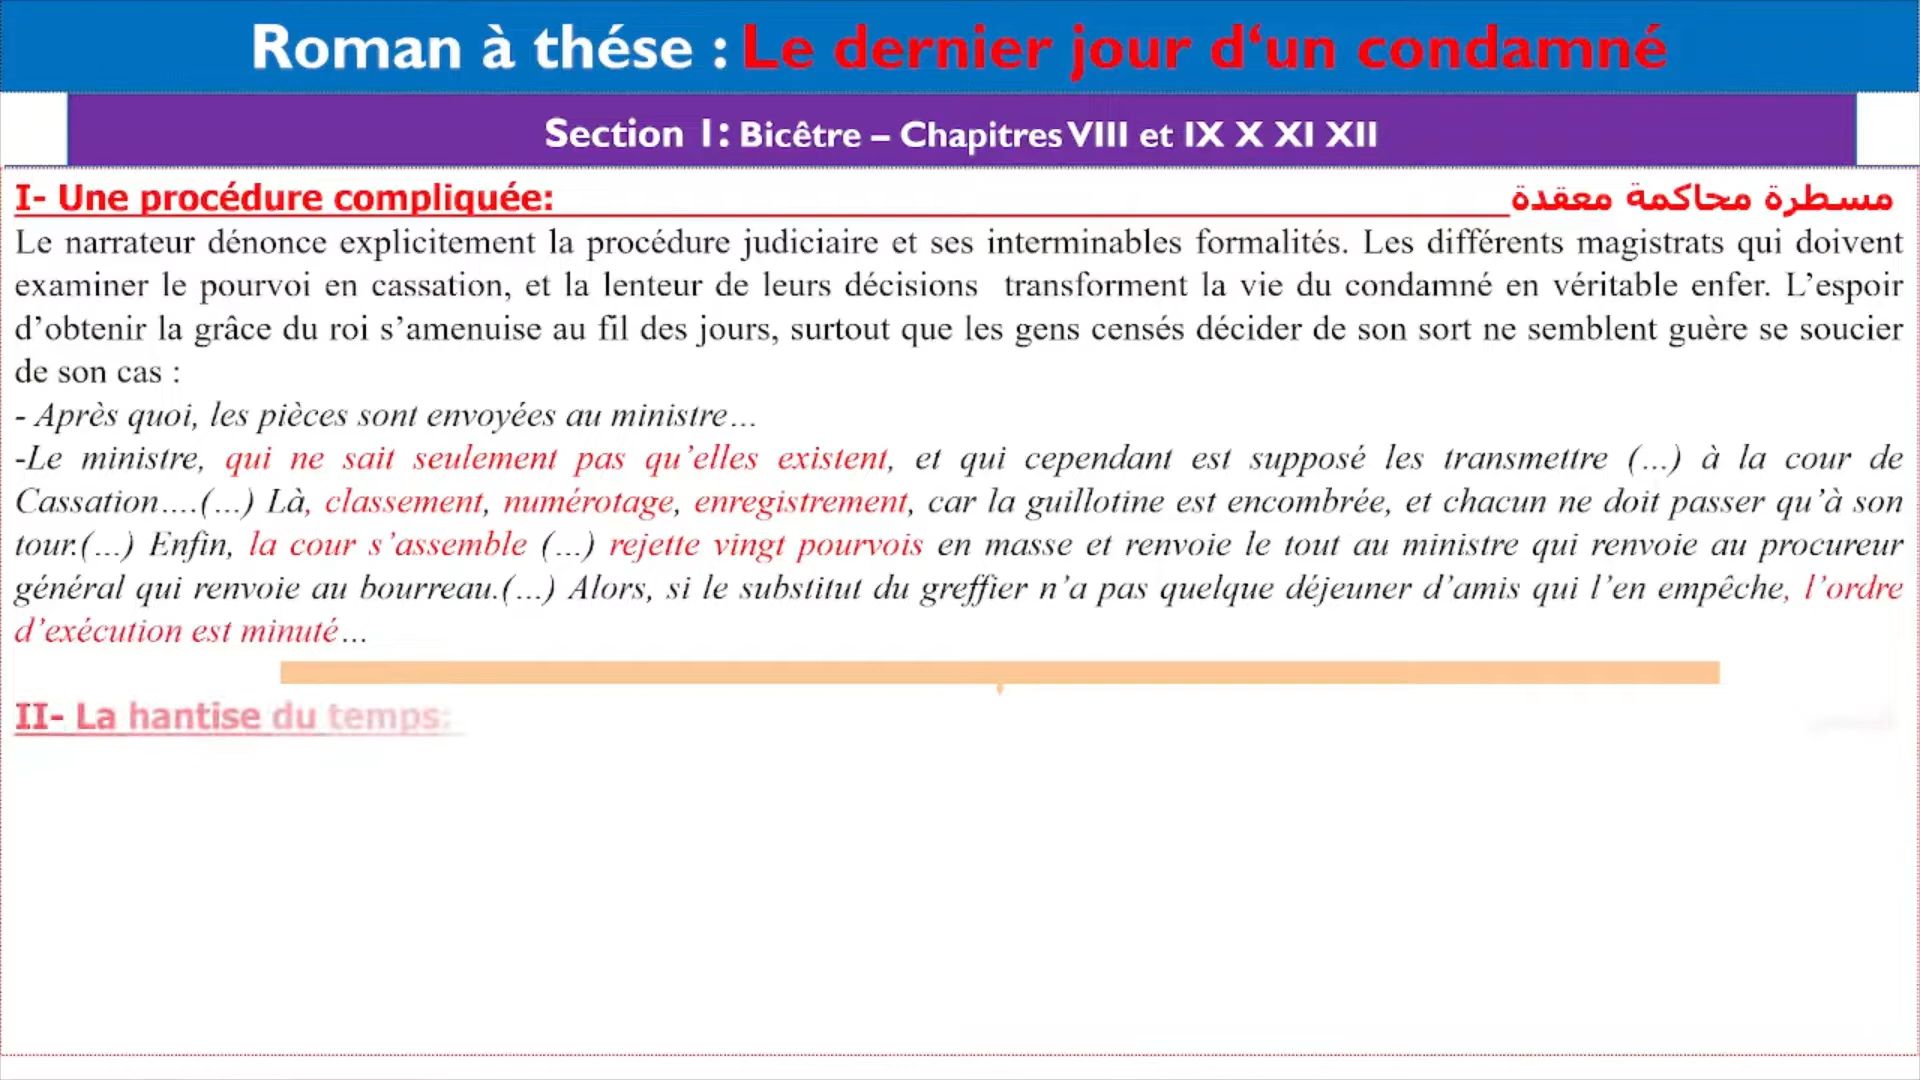 Roman à thése : Le dernier jour d‘un condamné
Section 1: Bicêtre – Chapitres VIII et IX X XI XII
I- Une procédure compliquée: مسطرة محاكمة معقدة
Le narrateur dénonce explicitement la procédure judiciaire et ses interminables formalités. Les différents magistrats qui doivent
examiner le pourvoi en cassation, et la lenteur de leurs décisions transforment la vie du condamné en véritable enfer. L’espoir
d’obtenir la grâce du roi s’amenuise au fil des jours, surtout que les gens censés décider de son sort ne semblent guère se soucier
de son cas :
- Après quoi, les pièces sont envoyées au ministre…
-Le ministre, qui ne sait seulement pas qu’elles existent, et qui cependant est supposé les transmettre (…) à la cour de
Cassation….(…) Là, classement, numérotage, enregistrement, car la guillotine est encombrée, et chacun ne doit passer qu’à son
tour.(…) Enfin, la cour s’assemble (…) rejette vingt pourvois en masse et renvoie le tout au ministre qui renvoie au procureur
général qui renvoie au bourreau.(…) Alors, si le substitut du greffier n’a pas quelque déjeuner d’amis qui l’en empêche, l’ordre
d’exécution est minuté…
II- La hantise du temps: